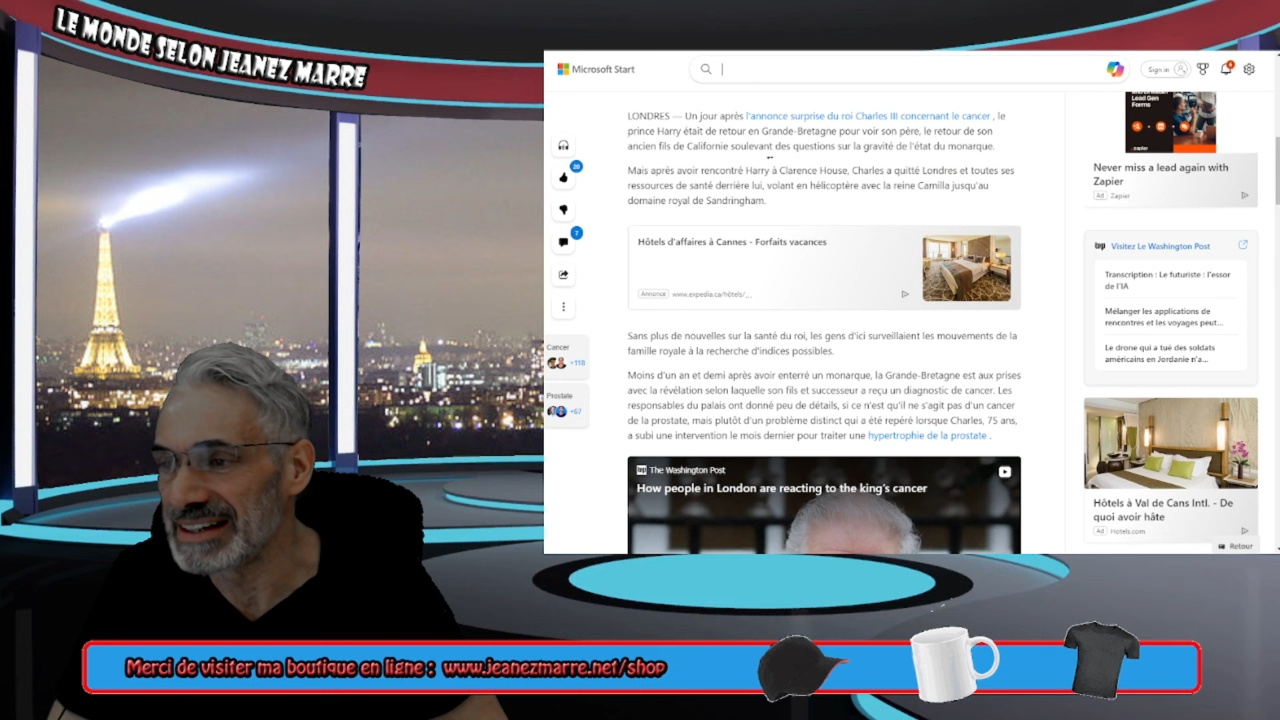 LE MONDE SELON JEANEZ MARRE
Microsoft Start
Sign in
LONDRES — Un jour après l'annonce surprise du roi Charles III concernant le cancer , le
prince Harry était de retour en Grande-Bretagne pour voir son père, le retour de son
ancien fils de Californie soulevant des questions sur la gravité de l'état du monarque.
Mais après avoir rencontré Harry à Clarence House, Charles a quitté Londres et toutes ses
ressources de santé derrière lui, volant en hélicoptère avec la reine Camilla jusqu'au
domaine royal de Sandringham.
Hôtels d'affaires à Cannes - Forfaits vacances
Annonce www.expedia.ca/hôtels/...
Sans plus de nouvelles sur la santé du roi, les gens d'ici surveillaient les mouvements de la
famille royale à la recherche d'indices possibles.
Moins d'un an et demi après avoir enterré un monarque, la Grande-Bretagne est aux prises
avec la révélation selon laquelle son fils et successeur a reçu un diagnostic de cancer. Les
responsables du palais ont donné peu de détails, si ce n'est qu'il ne s'agit pas d'un cancer
de la prostate, mais plutôt d'un problème distinct qui a été repéré lorsque Charles, 75 ans,
a subi une intervention le mois dernier pour traiter une hypertrophie de la prostate .
wp The Washington Post
How people in London are reacting to the king's cancer
20
7
Cancer
+118
Prostate
+67
Lead Gen
Forms
zapier
Never miss a lead again with
Zapier
Ad Zapier
wp Visitez Le Washington Post
Transcription : Le futuriste : l'essor
de l'IA
Mélanger les applications de
rencontres et les voyages peut...
Le drone qui a tué des soldats
américains en Jordanie n'a...
Hôtels à Val de Cans Intl. - De
quoi avoir hâte
Ad Hotels.com
Retour
Merci de visiter ma boutique en ligne : www.jeanezmarre.net/shop